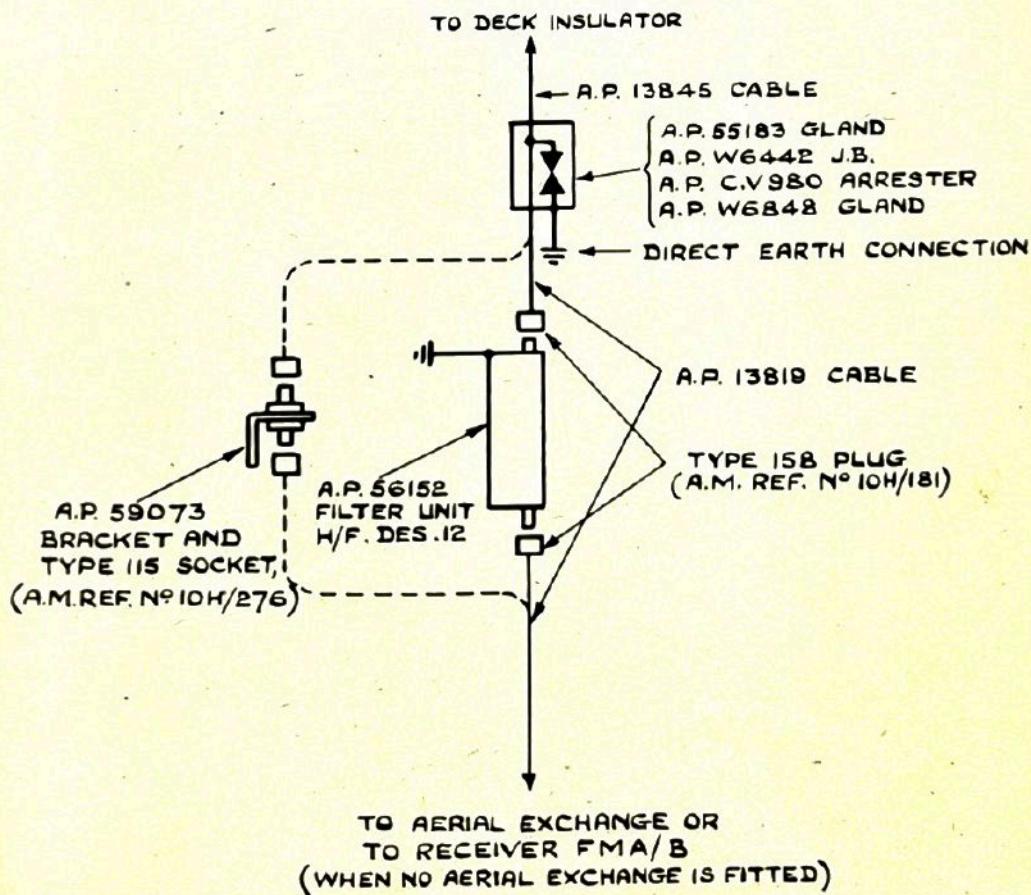 TO DECK INSULATOR
A.P. 13845 CABLE
A.P. 55183 GLAND
A.P. W6442 J.B.
A.P. C.V980 ARRESTER
A.P. W6848 GLAND
DIRECT EARTH CONNECTION
A.P. 13819 CABLE
TYPE 158 PLUG
(A.M. REF. Nº 10H/181)
A.P. 56152
FILTER UNIT
H/F. DES.12
A.P. 59073
BRACKET AND
TYPE 115 SOCKET,
(A.M.REF. Nº 10H/276)
TO AERIAL EXCHANGE OR
TO RECEIVER FMA/B
(WHEN NO AERIAL EXCHANGE IS FITTED)